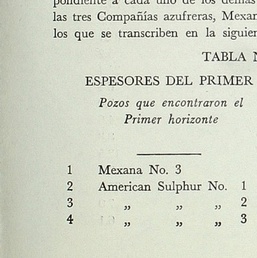 pondiente a cada uno de los demás
las tres Compañías azufreras, Mexan
los que se transcriben en la siguien
TABLA N
ESPESORES DEL PRIMER
Pozos que encontraron el
Primer horizonte
1 Mexana No. 3
2 American Sulphur No. 1
3 „ „ „ 2
4 „ „ „ 3